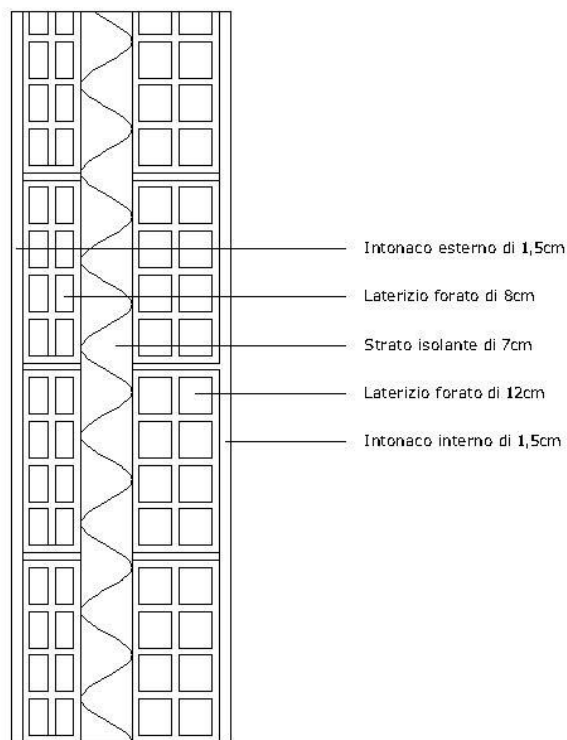 Intonaco esterno di 1,5cm
Laterizio forato di 8cm
Strato isolante di 7cm
Laterizio forato di 12cm
Intonaco interno di 1,5cm